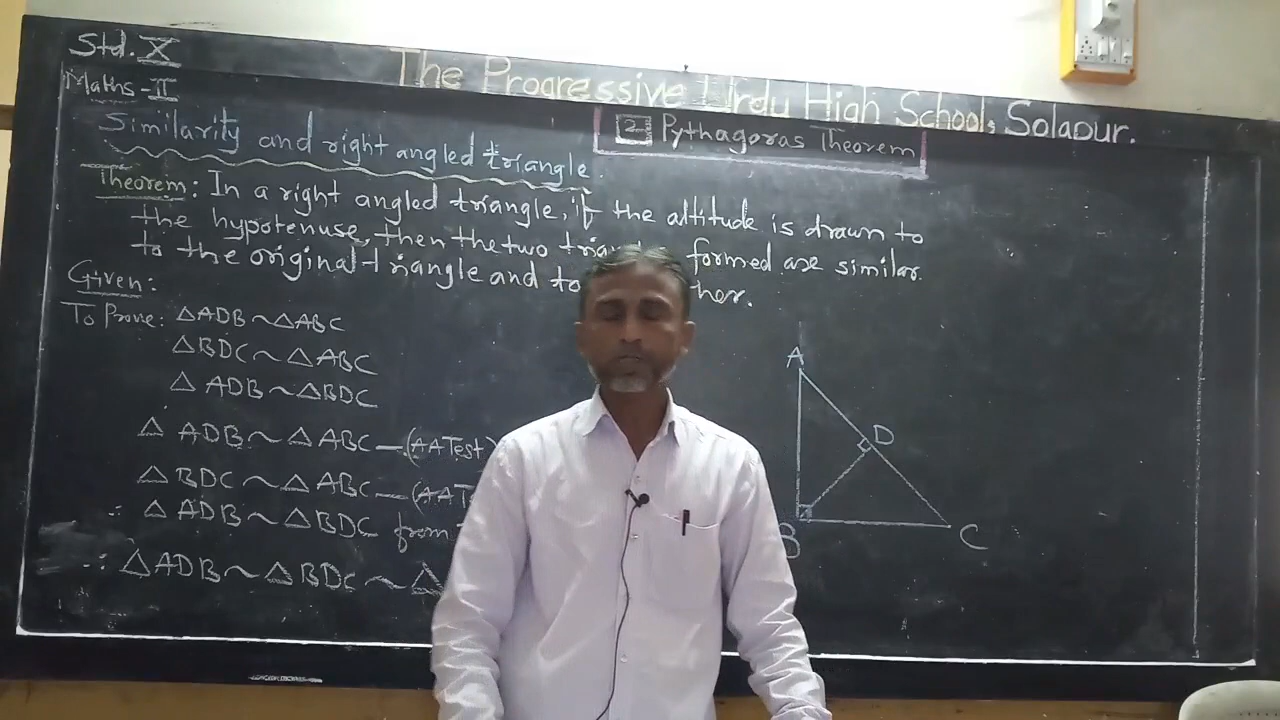 Std. X
The Progressive Urdu High School, Solapur.
Maths-II
2 Pythagoras Theorem
Similarity and right angled triangle.
Theorem: In a right angled triangle, if the altitude is drawn to
the hypotenuse, then the two formed are similar.
to the original triangle and to
Given:
To Prove: △ADB ~ △ABC
△BDC ~ △ABC
△ ADB ~ △BDC
△ ADB ~ △ABC — (AA Test)
△ BDC ~ △ABC — (AA
∴ △ ADB ~ △BDC from
∴ △ADB ~ △BDC ~ △
A
D
B
C